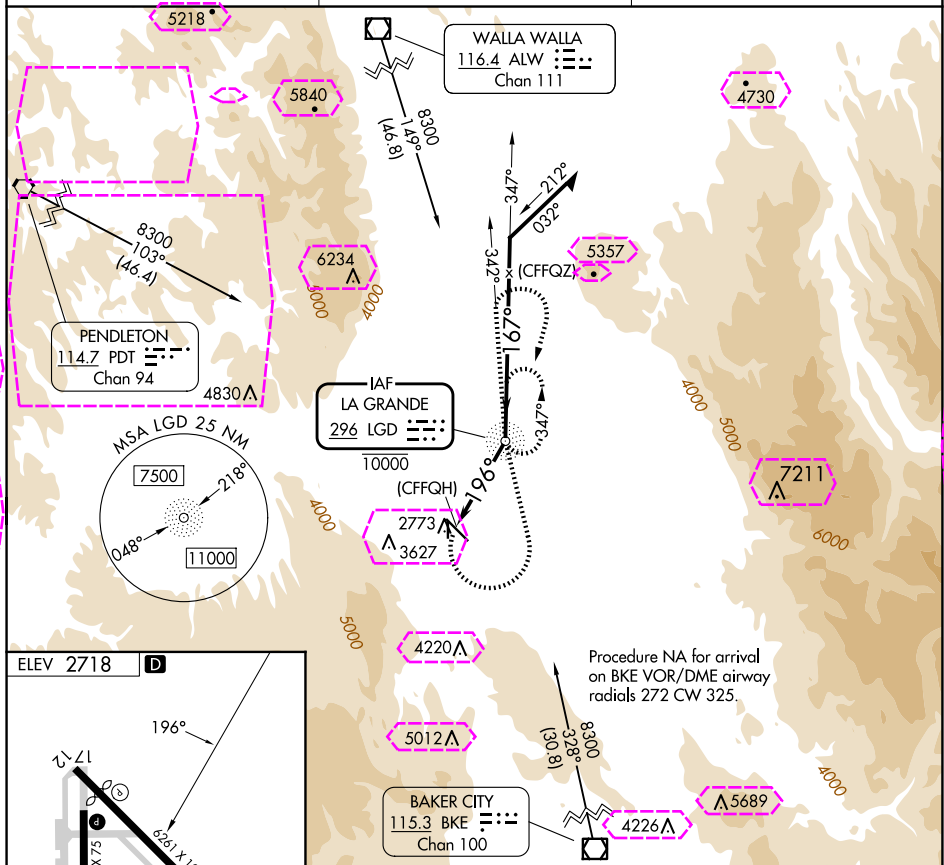 5218
WALLA WALLA
116.4 ALW
Chan 111
5840
4730
8300
149°
(46.8)
347°
212°
032°
8300
103°
(46.4)
6234
5000
4000
342°
(CFFQZ)
5357
167°
PENDLETON
114.7 PDT
Chan 94
4830
IAF
LA GRANDE
296 LGD
10000
347°
4000
5000
MSA LGD 25 NM
7500
218°
048°
11000
196°
(CFFQH)
2773
3627
4000
7211
6000
5000
4220
Procedure NA for arrival
on BKE VOR/DME airway
radials 272 CW 325.
ELEV 2718 D
196°
17
12
P
P
6261 X
X 75
5012
8300
328°
(30.8)
4000
BAKER CITY
115.3 BKE
Chan 100
4226
5689